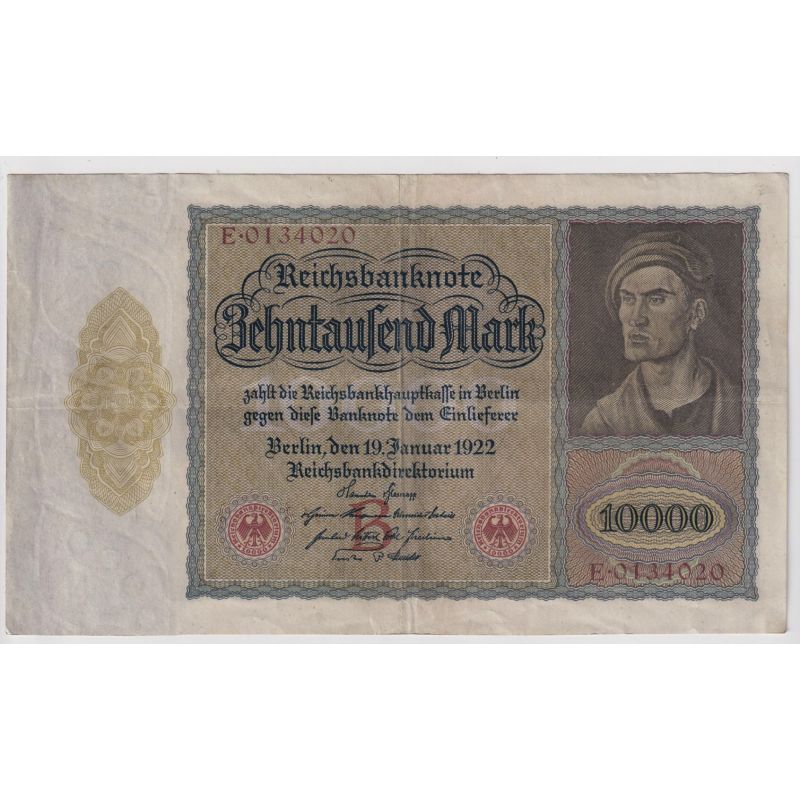 E·0134020
Reichsbanknote
Zehntausend Mark
zahlt die Reichsbankhauptkasse in Berlin
gegen diese Banknote dem Einlieferer
Berlin, den 19. Januar 1922
Reichsbankdirektorium
B
10000
E·0134020